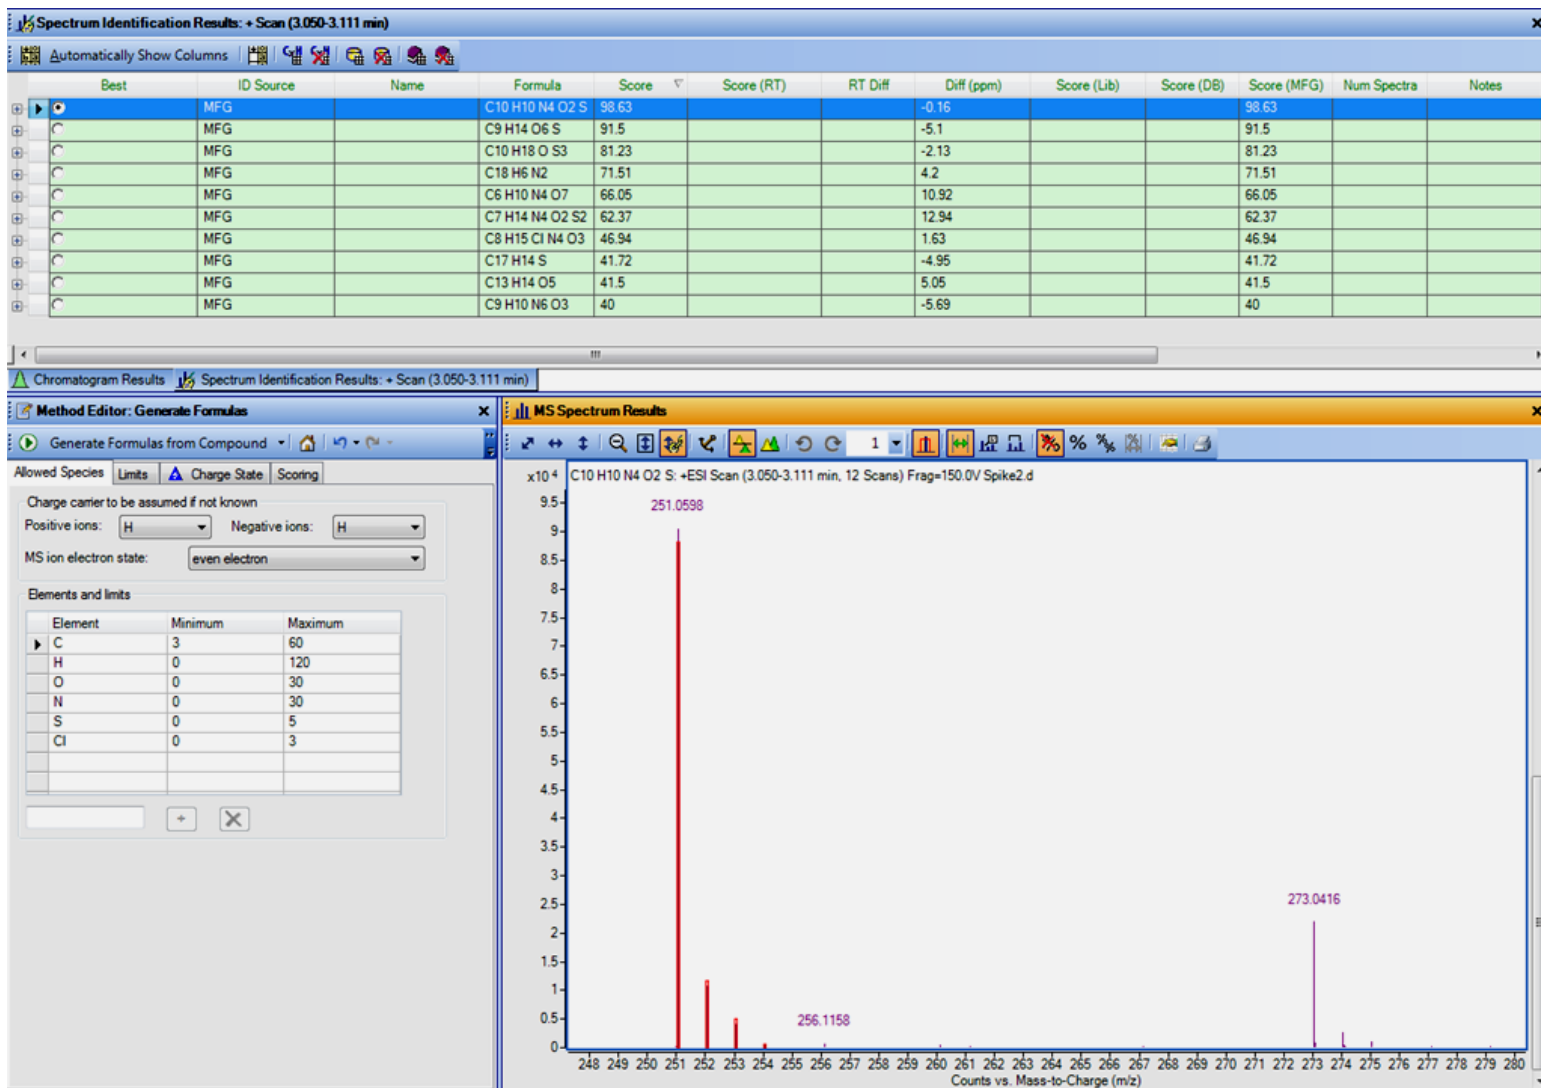 Spectrum Identification Results: + Scan (3.050-3.111 min)
Automatically Show Columns
Best ID Source Name Formula Score Score (RT) RT Diff Diff (ppm) Score (Lib) Score (DB) Score (MFG) Num Spectra Notes
MFG C10 H10 N4 O2 S 98.63 -0.16 98.63
MFG C9 H14 O6 S 91.5 -5.1 91.5
MFG C10 H18 O S3 81.23 -2.13 81.23
MFG C18 H6 N2 71.51 4.2 71.51
MFG C6 H10 N4 O7 66.05 10.92 66.05
MFG C7 H14 N4 O2 S2 62.37 12.94 62.37
MFG C8 H15 Cl N4 O3 46.94 1.63 46.94
MFG C17 H14 S 41.72 -4.95 41.72
MFG C13 H14 O5 41.5 5.05 41.5
MFG C9 H10 N6 O3 40 -5.69 40
Chromatogram Results Spectrum Identification Results: + Scan (3.050-3.111 min)
Method Editor: Generate Formulas
Generate Formulas from Compound
Allowed Species Limits Charge State Scoring
Charge carrier to be assumed if not known
Positive ions: H Negative ions: H
MS ion electron state: even electron
Elements and limits
Element Minimum Maximum
C 3 60
H 0 120
O 0 30
N 0 30
S 0 5
Cl 0 3
MS Spectrum Results
1
x10 4 C10 H10 N4 O2 S: +ESI Scan (3.050-3.111 min, 12 Scans) Frag=150.0V Spike2.d
9.5
251.0598
9
8.5
8
7.5
7
6.5
6
5.5
5
4.5
4
3.5
3
273.0416
2.5
2
1.5
1
0.5
256.1158
0
248 249 250 251 252 253 254 255 256 257 258 259 260 261 262 263 264 265 266 267 268 269 270 271 272 273 274 275 276 277 278 279 280
Counts vs. Mass-to-Charge (m/z)